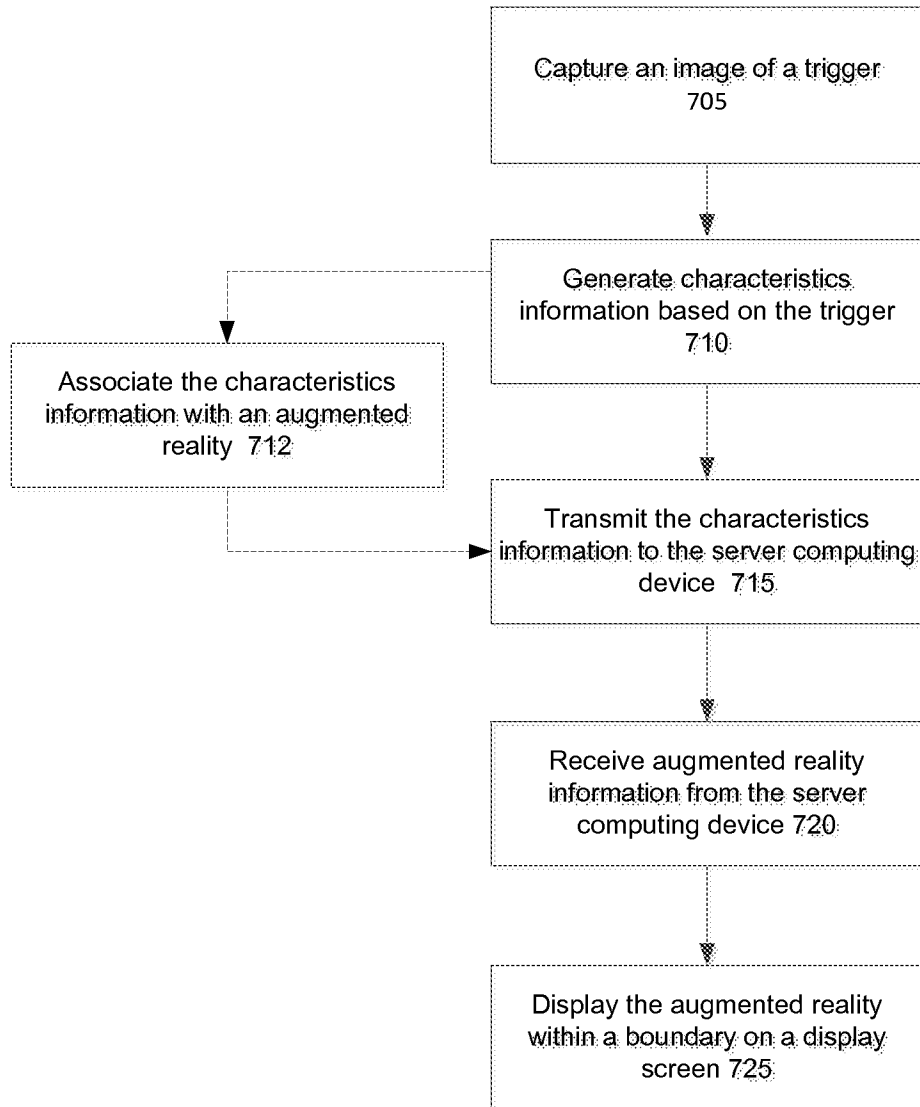 Capture an image of a trigger
705
Generate characteristics
information based on the trigger
710
Associate the characteristics
information with an augmented
reality 712
Transmit the characteristics
information to the server computing
device 715
Receive augmented reality
information from the server
computing device 720
Display the augmented reality
within a boundary on a display
screen 725